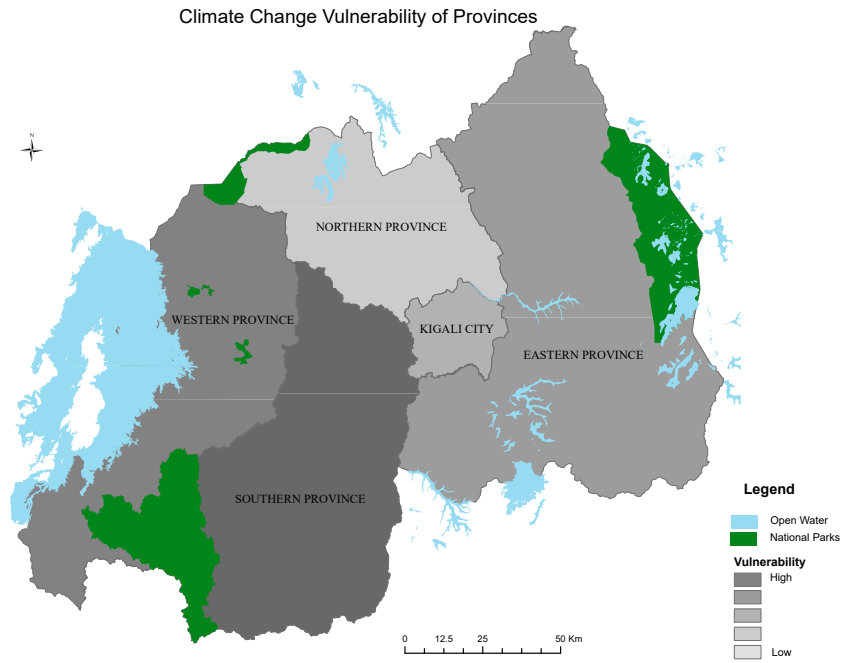 Climate Change Vulnerability of Provinces
N
NORTHERN PROVINCE
WESTERN PROVINCE
KIGALI CITY
EASTERN PROVINCE
SOUTHERN PROVINCE
Legend
Open Water
National Parks
Vulnerability
High
Low
0 12.5 25 50 Km